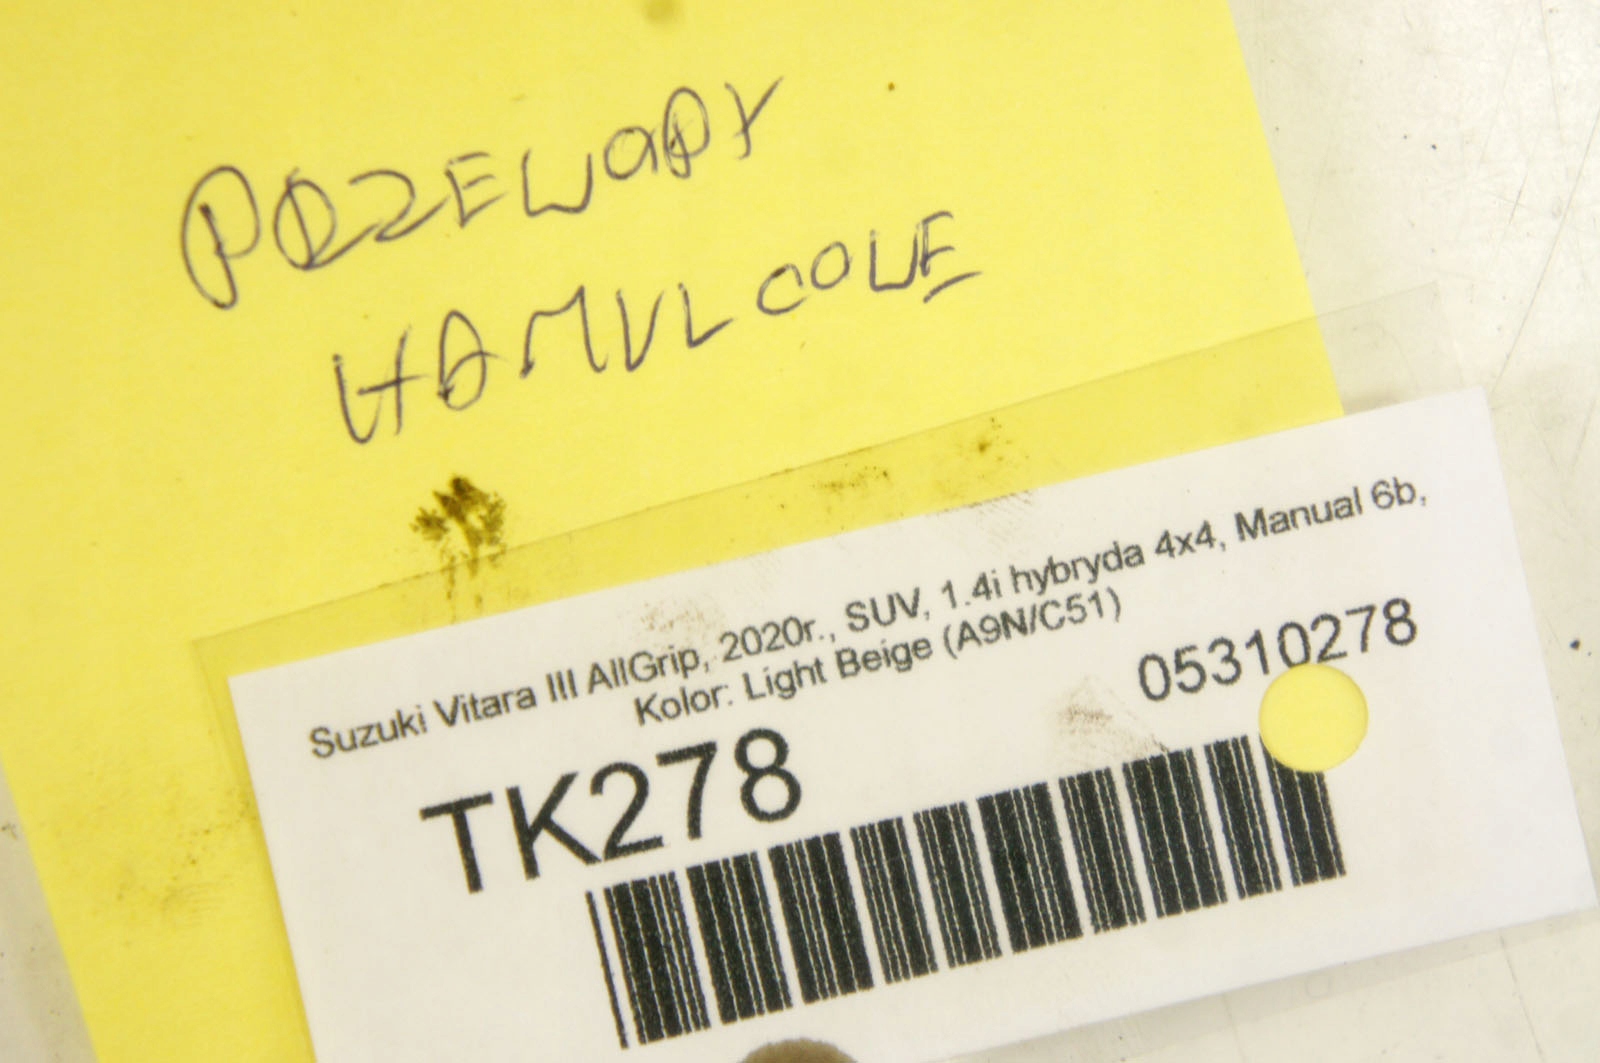 PRZEWODY
HAMULCOWE
Suzuki Vitara III AllGrip, 2020r., SUV, 1.4i hybryda 4x4, Manual 6b,
Kolor: Light Beige (A9N/C51)
05310278
TK278